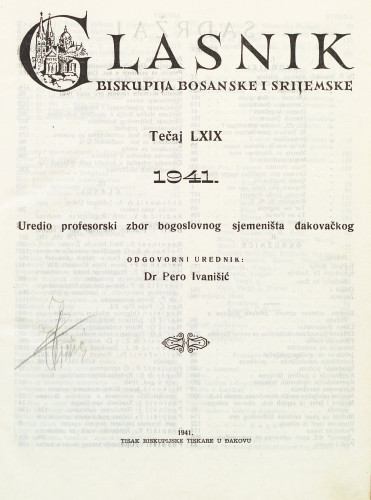 GLASNIK
BISKUPIJA BOSANSKE I SRIJEMSKE
Tečaj LXIX
1941.
Uredio profesorski zbor bogoslovnog sjemeništa đakovačkog
ODGOVORNI UREDNIK:
Dr Pero Ivanišić
1941.
TISAK BISKUPIJSKE TISKARE U ĐAKOVU